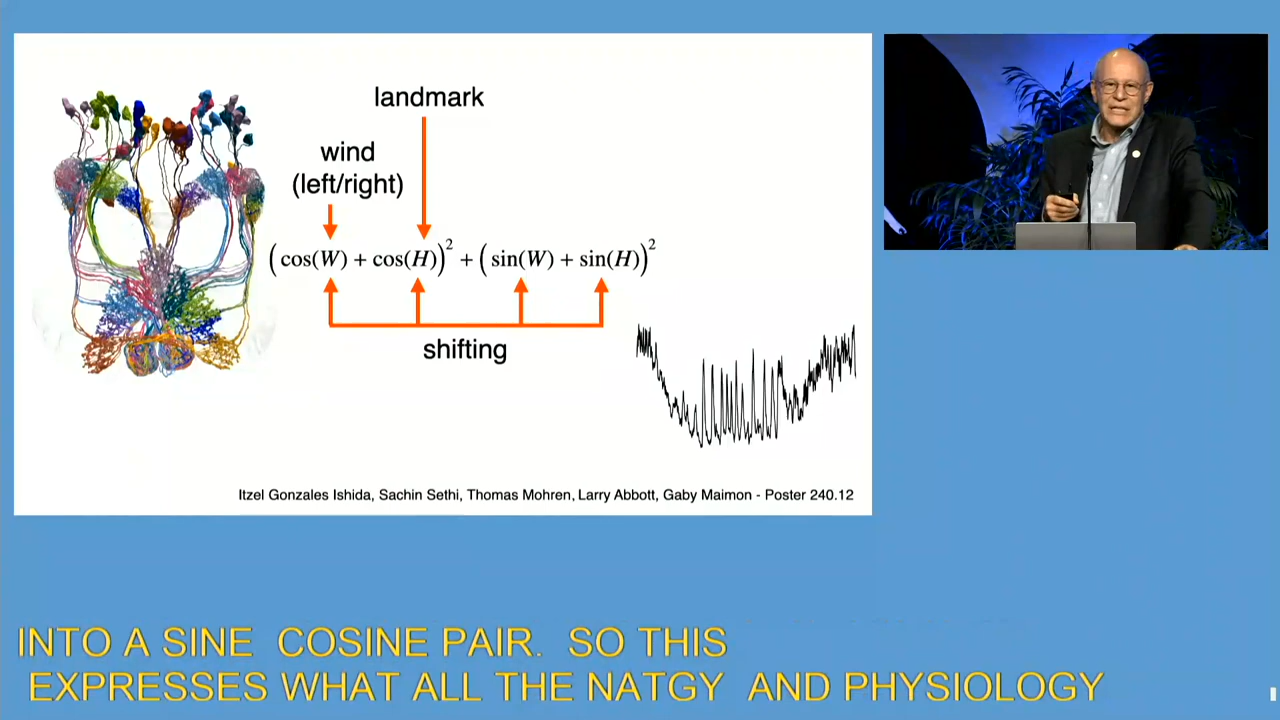 landmark
wind
(left/right)
(cos(W) + cos(H))² + (sin(W) + sin(H))²
shifting
Itzel Gonzales Ishida, Sachin Sethi, Thomas Mohren, Larry Abbott, Gaby Maimon - Poster 240.12
INTO A SINE COSINE PAIR. SO THIS
EXPRESSES WHAT ALL THE NATGY AND PHYSIOLOGY